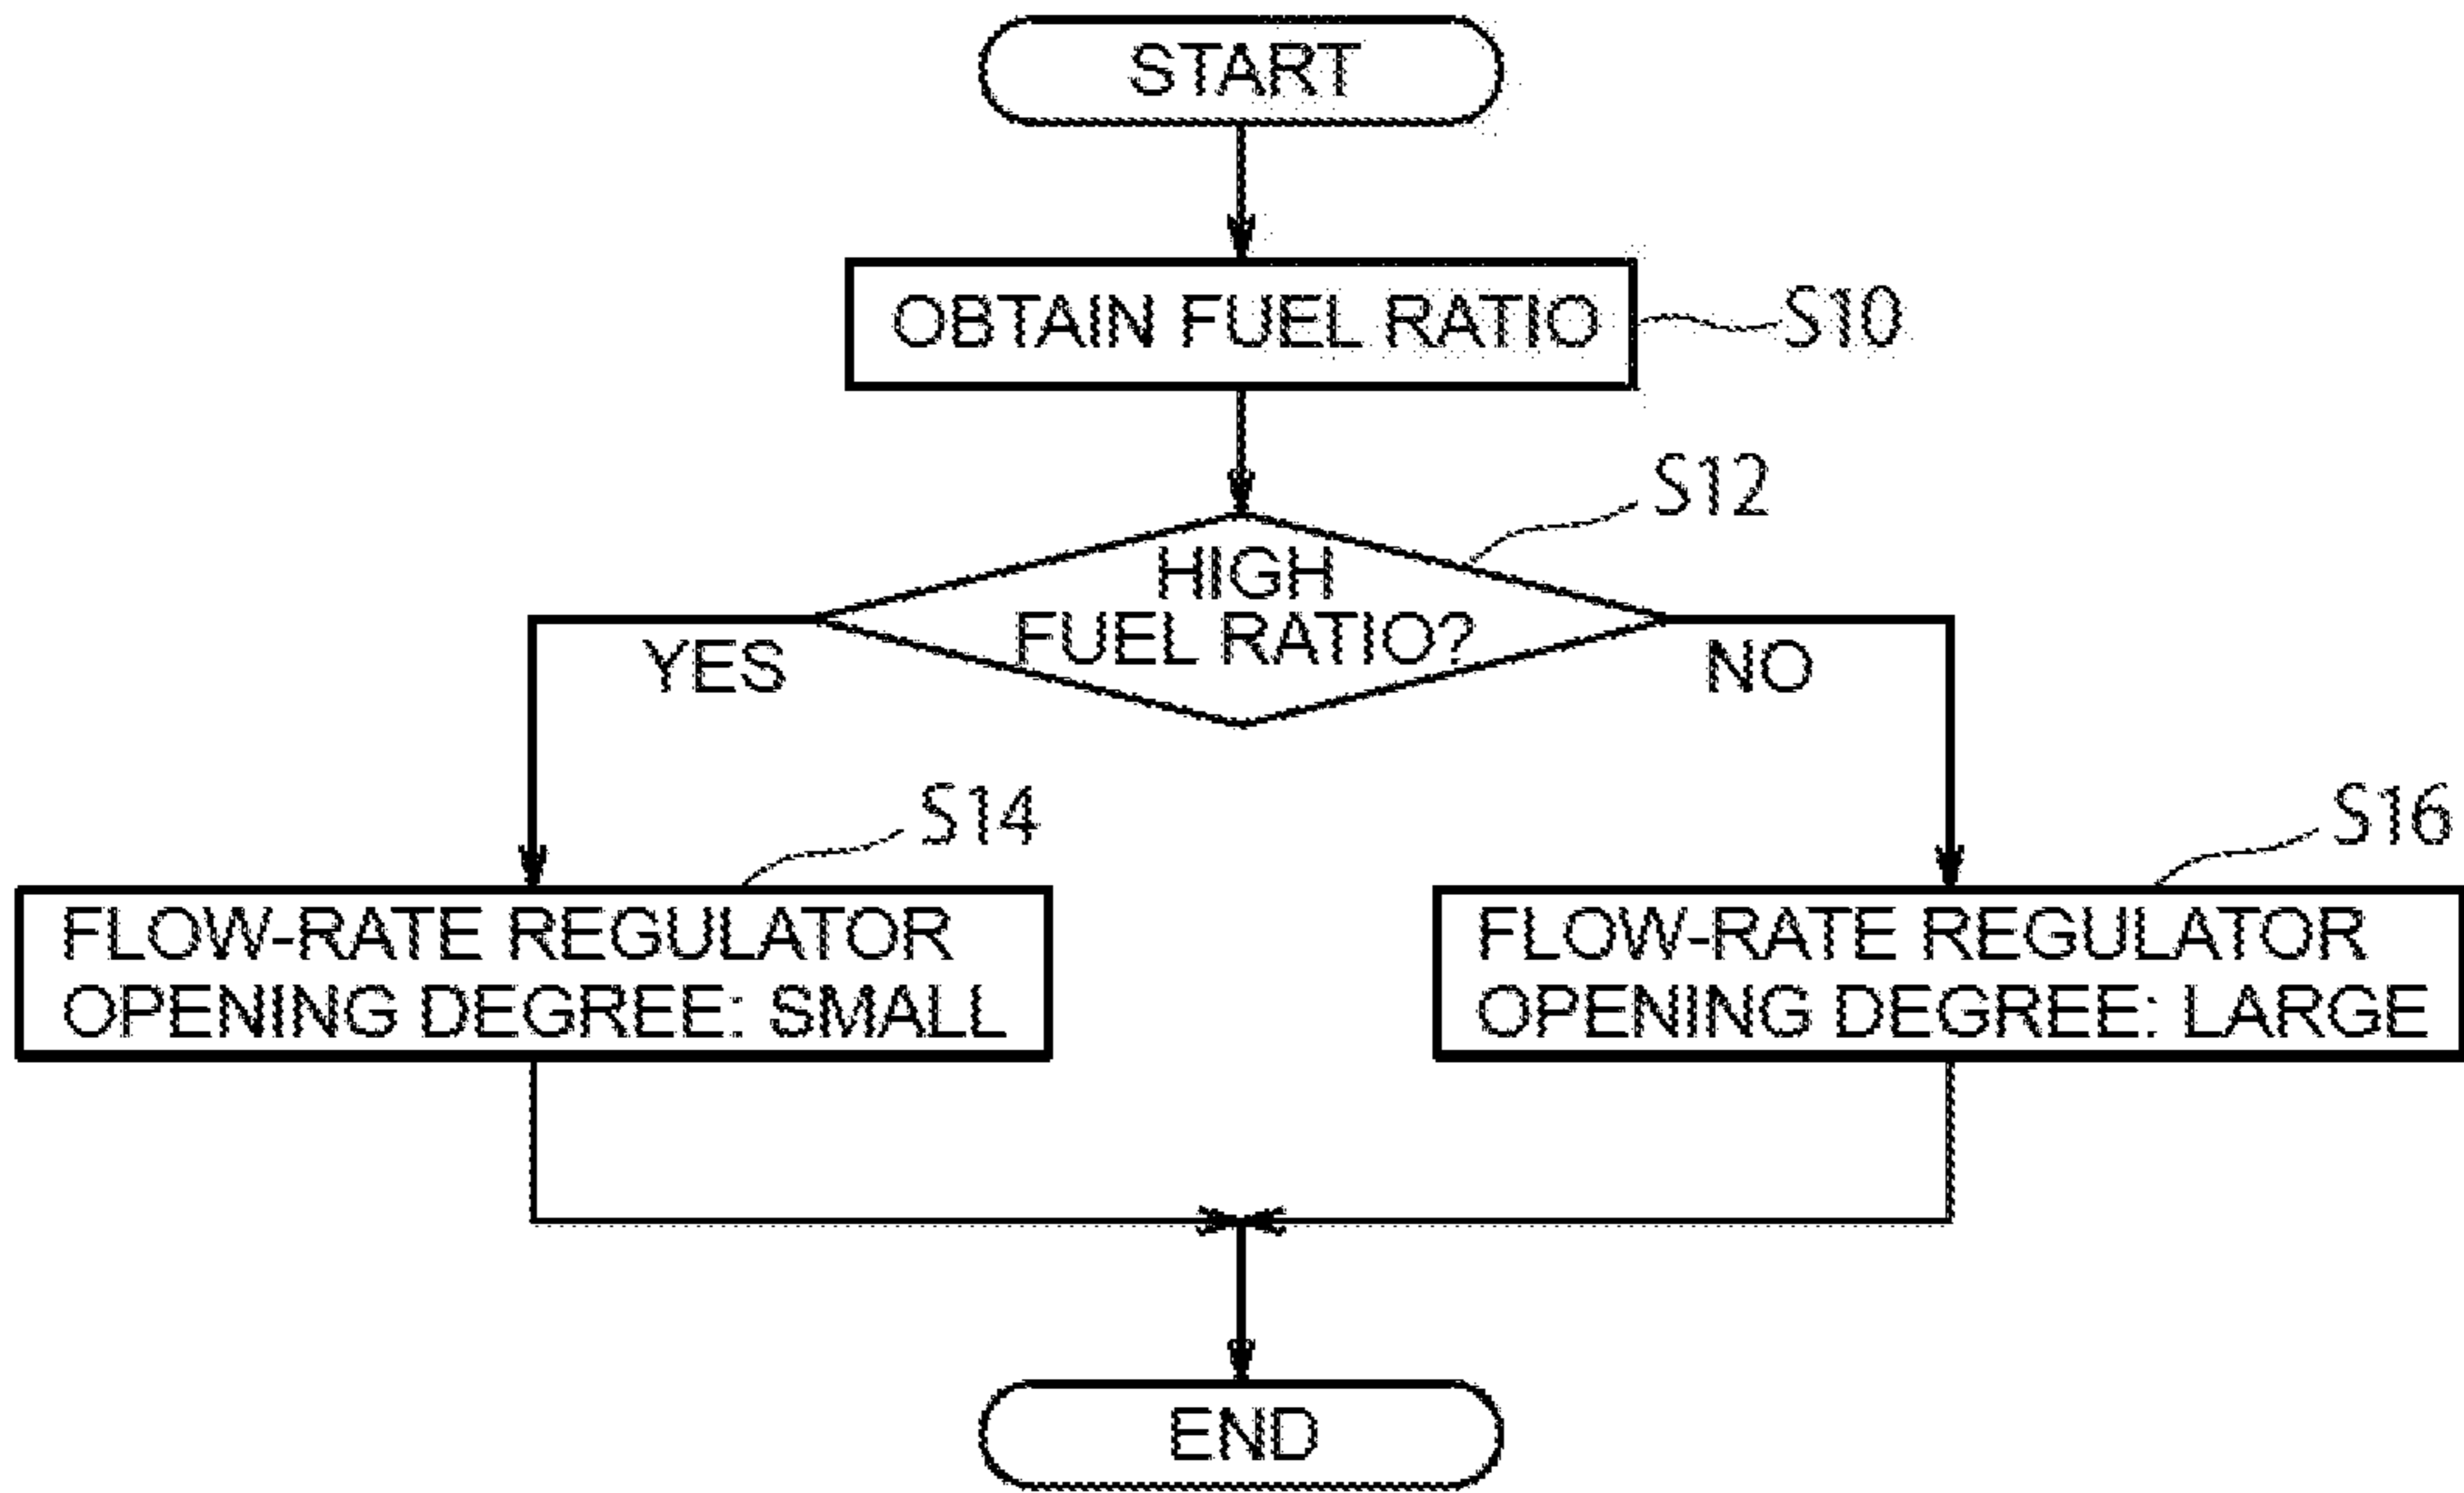 START
OBTAIN FUEL RATIO
S10
S12
HIGH
FUEL RATIO?
YES
NO
S14
S16
FLOW-RATE REGULATOR
OPENING DEGREE: SMALL
FLOW-RATE REGULATOR
OPENING DEGREE: LARGE
END